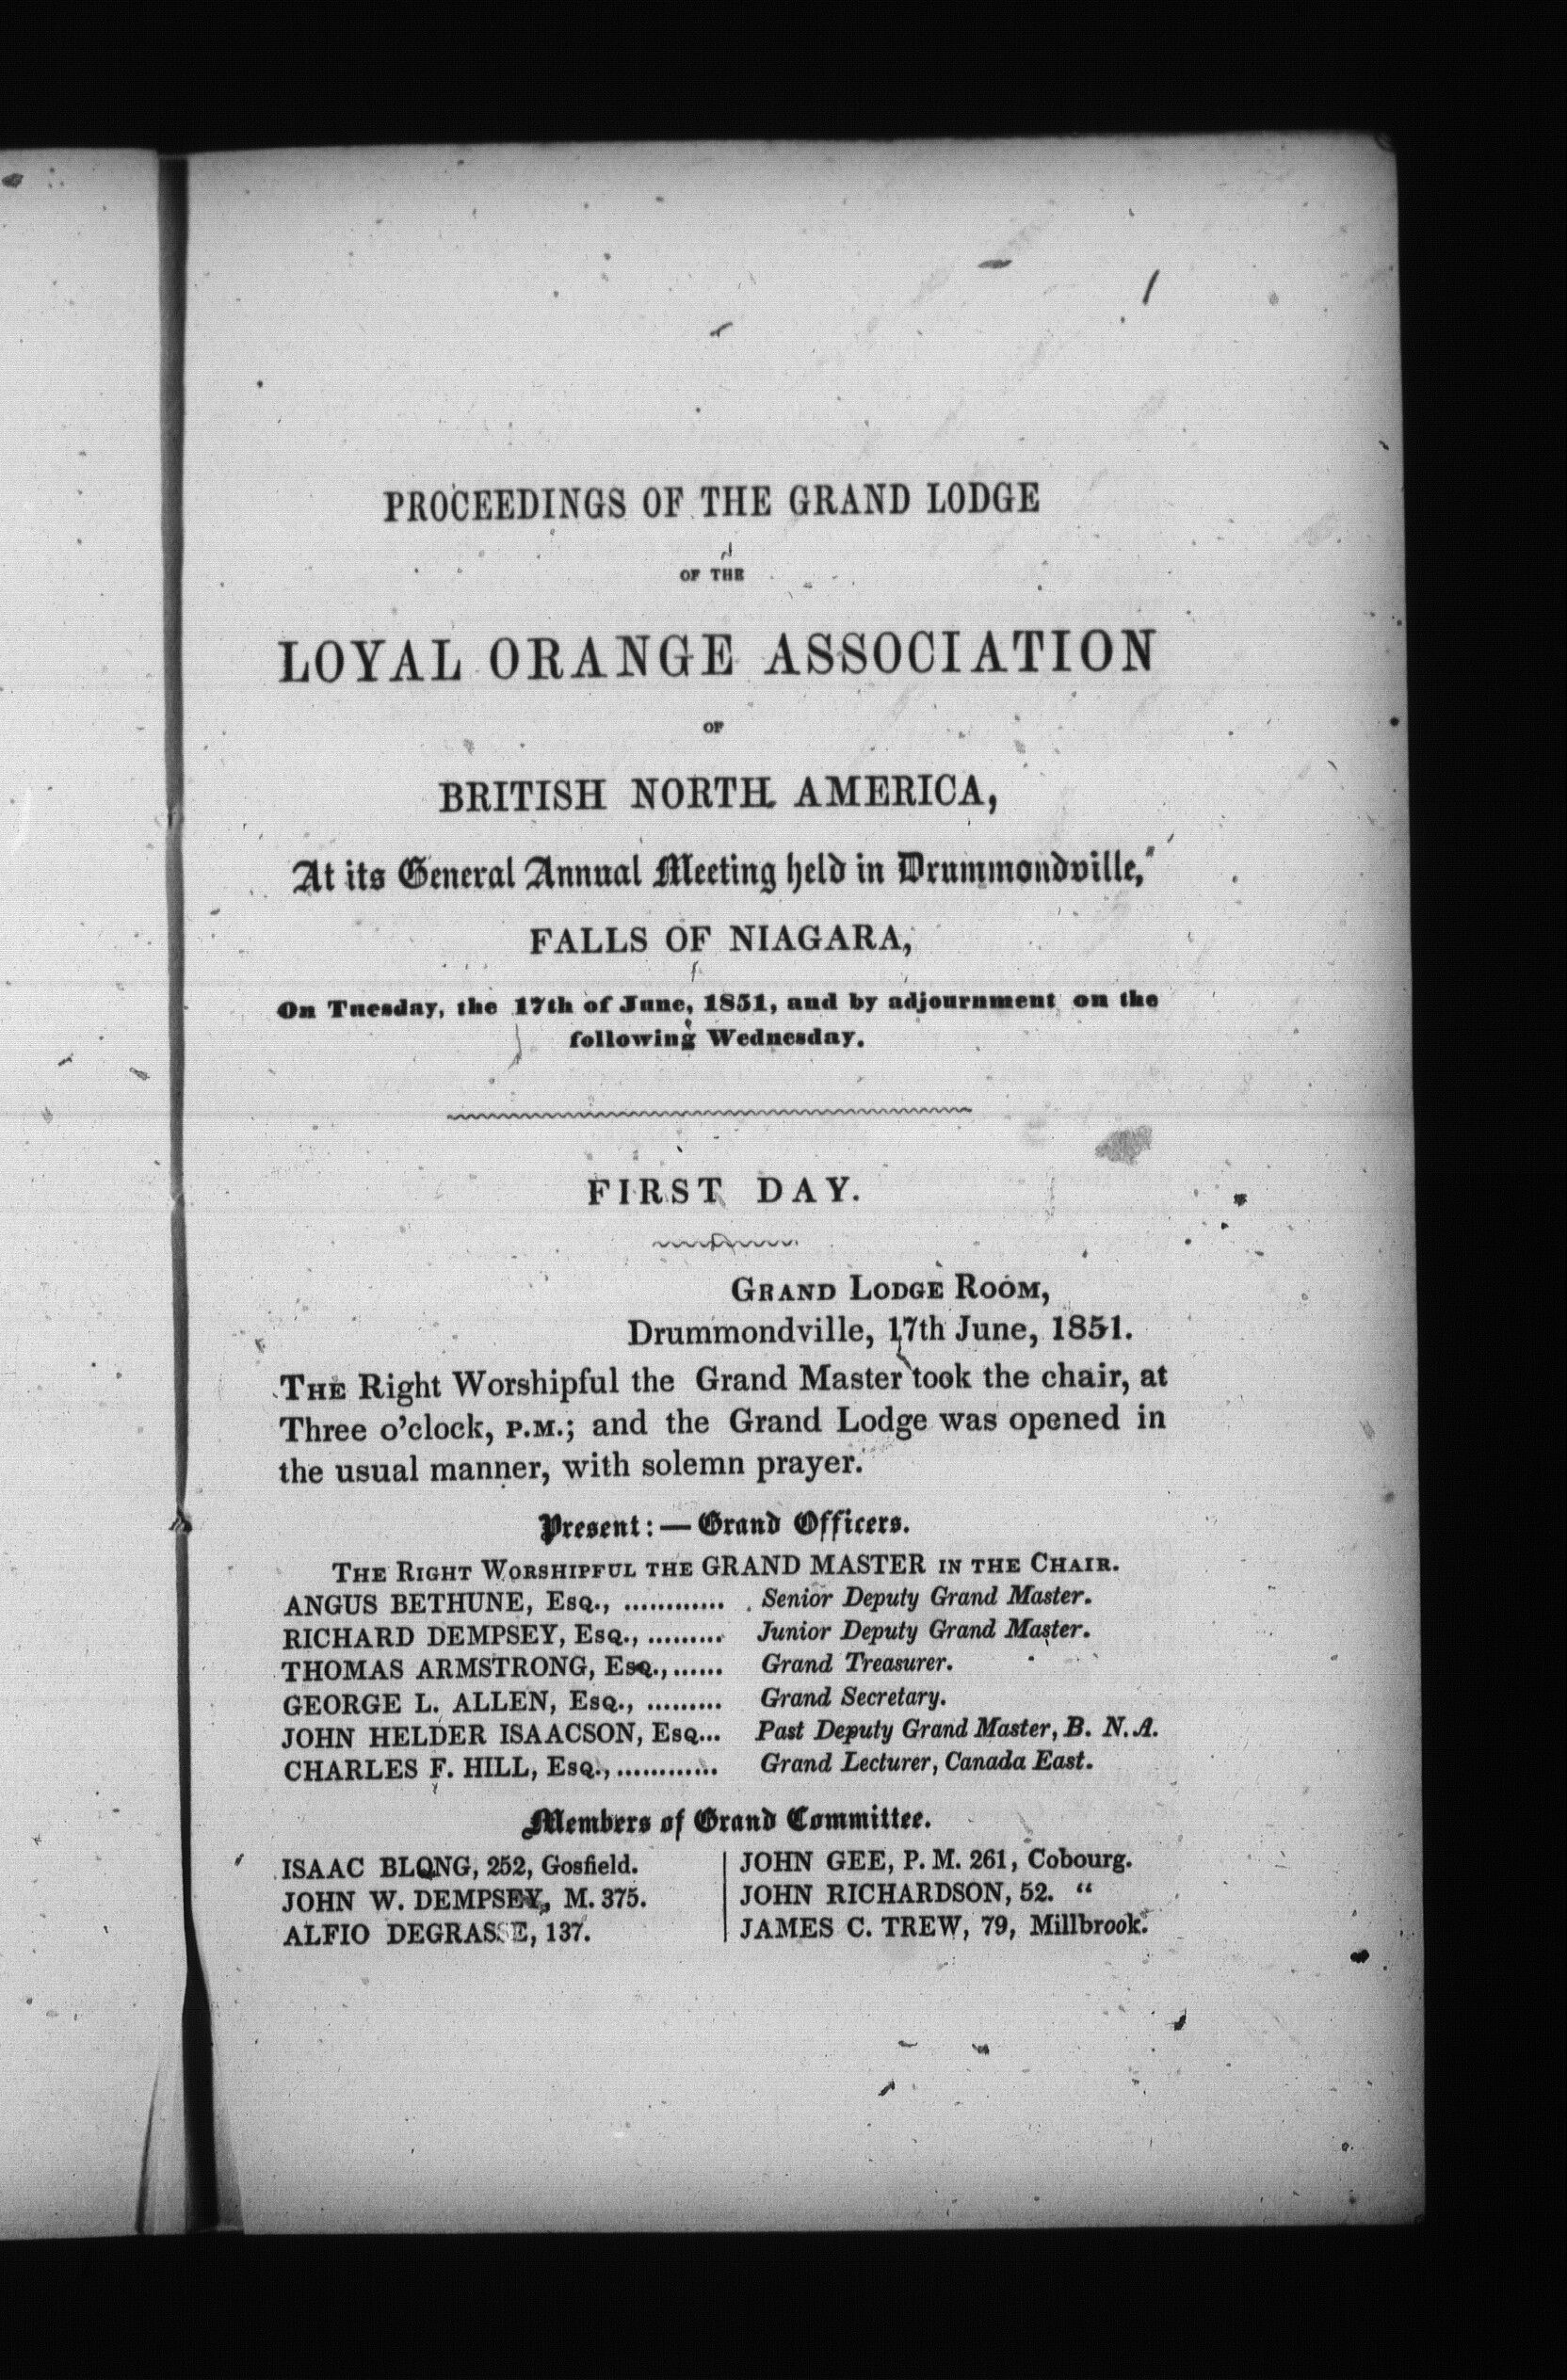 PROCEEDINGS OF THE GRAND LODGE
OF THE
LOYAL ORANGE ASSOCIATION
OF
BRITISH NORTH AMERICA,
At its General Annual Meeting held in Drummondville,
FALLS OF NIAGARA,
On Tuesday, the 17th of June, 1851, and by adjournment on the
following Wednesday.
FIRST DAY.
GRAND LODGE ROOM,
Drummondville, 17th June, 1851.
THE Right Worshipful the Grand Master took the chair, at
Three o'clock, P.M.; and the Grand Lodge was opened in
the usual manner, with solemn prayer.
Present:—Grand Officers.
THE RIGHT WORSHIPFUL THE GRAND MASTER IN THE CHAIR.
ANGUS BETHUNE, ESQ., ............ Senior Deputy Grand Master.
RICHARD DEMPSEY, ESQ., ......... Junior Deputy Grand Master.
THOMAS ARMSTRONG, ESQ.,...... Grand Treasurer.
GEORGE L. ALLEN, ESQ., ......... Grand Secretary.
JOHN HELDER ISAACSON, ESQ... Past Deputy Grand Master, B. N. A.
CHARLES F. HILL, ESQ.,............ Grand Lecturer, Canada East.
Members of Grand Committee.
ISAAC BLONG, 252, Gosfield.
JOHN W. DEMPSEY, M. 375.
ALFIO DEGRASSE, 137.
JOHN GEE, P. M. 261, Cobourg.
JOHN RICHARDSON, 52. "
JAMES C. TREW, 79, Millbrook.